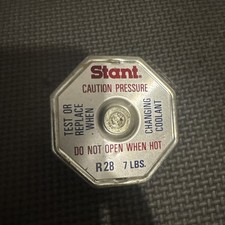 Stant.
CAUTION PRESSURE
TEST OR
REPLACE
WHEN
CHANGING
COOLANT
DO NOT OPEN WHEN HOT
R28 7 LBS.